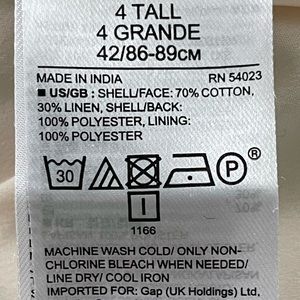 4 TALL
4 GRANDE
42/86-89CM
MADE IN INDIA RN 54023
■ US/GB : SHELL/FACE: 70% COTTON,
30% LINEN, SHELL/BACK:
100% POLYESTER, LINING:
100% POLYESTER
30 P ®
I
1166
MACHINE WASH COLD/ ONLY NON-
CHLORINE BLEACH WHEN NEEDED/
LINE DRY/ COOL IRON
IMPORTED FOR: Gap (UK Holdings) Ltd.